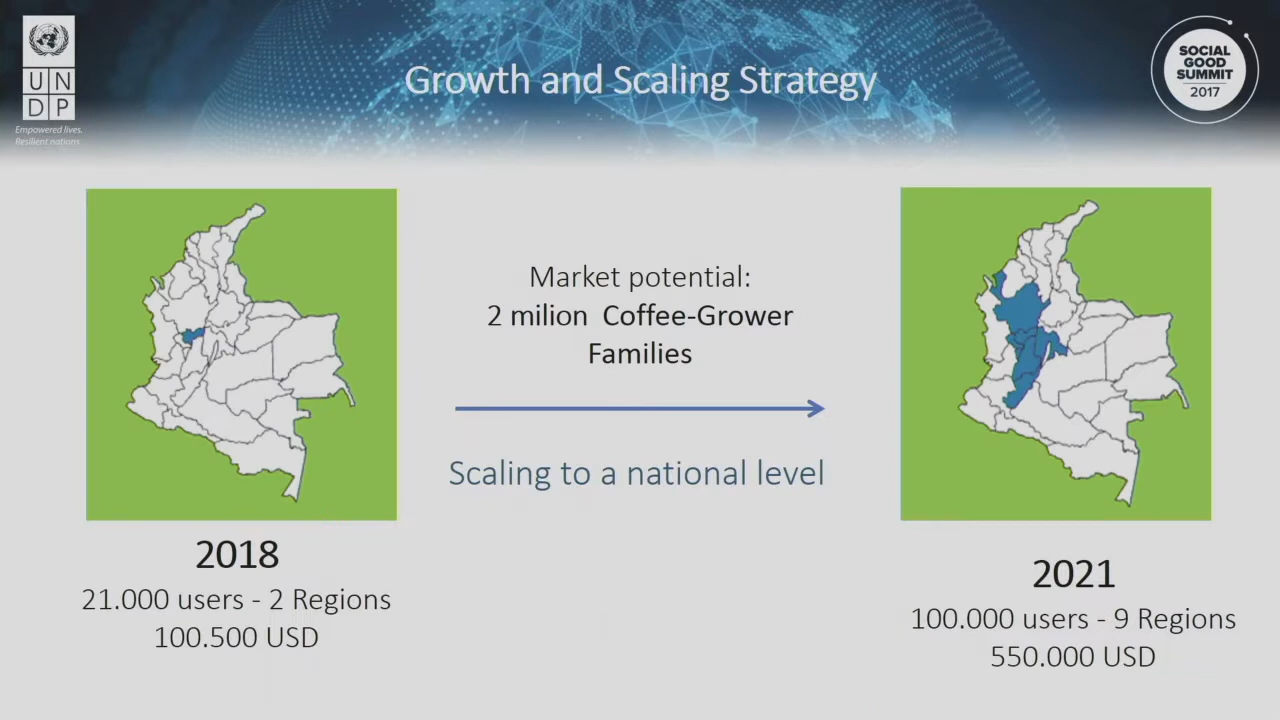 UN
DP
Empowered lives.
Resilient nations.
Growth and Scaling Strategy
SOCIAL
GOOD
SUMMIT
2017
Market potential:
2 milion Coffee-Grower
Families
Scaling to a national level
2018
21.000 users - 2 Regions
100.500 USD
2021
100.000 users - 9 Regions
550.000 USD